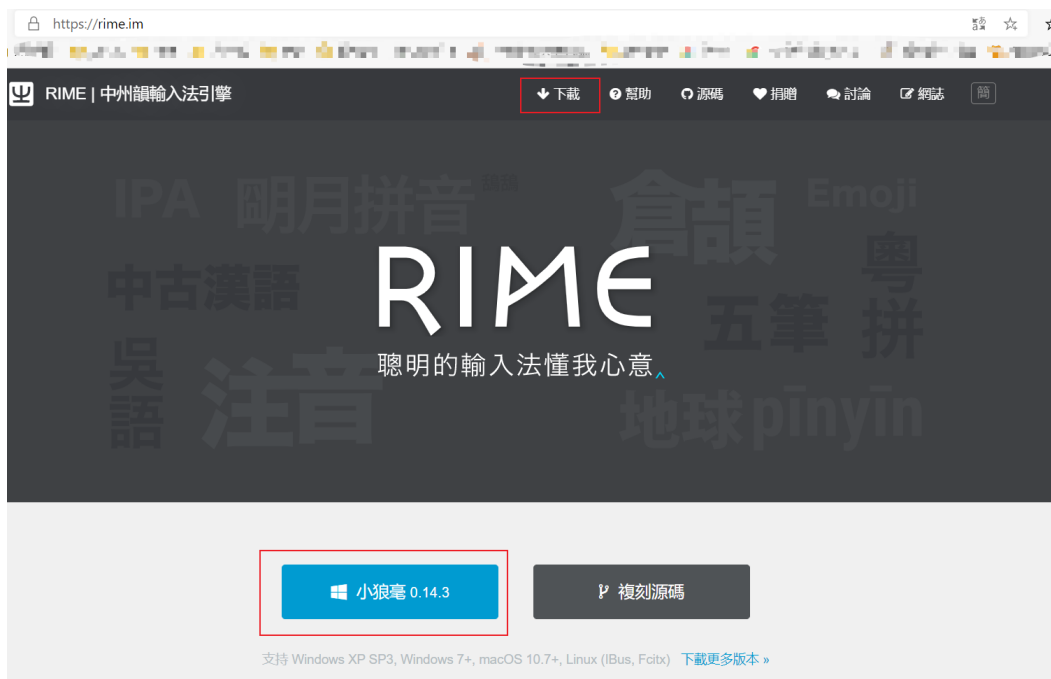 https://rime.im
RIME | 中州韻輸入法引擎
下載
幫助
源碼
捐贈
討論
網誌
簡
IPA
明月拼音
倉頡
Emoji
中古漢語
粵拼
五筆
吳語
注音
地球pīnyīn
RIME
聰明的輸入法懂我心意‸
小狼毫 0.14.3
複刻源碼
支持 Windows XP SP3, Windows 7+, macOS 10.7+, Linux (IBus, Fcitx) 下載更多版本 »